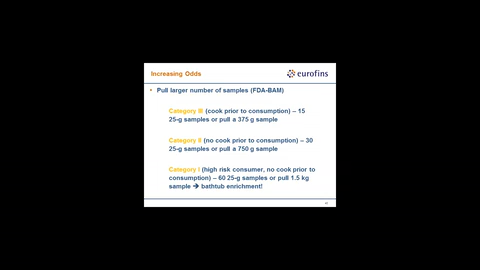 Increasing Odds
eurofins
• Pull larger number of samples (FDA-BAM)
Category III (cook prior to consumption) – 15
25-g samples or pull a 375 g sample
Category II (no cook prior to consumption) – 30
25-g samples or pull a 750 g sample
Category I (high risk consumer, no cook prior to
consumption) – 60 25-g samples or pull 1.5 kg
sample ➔ bathtub enrichment!